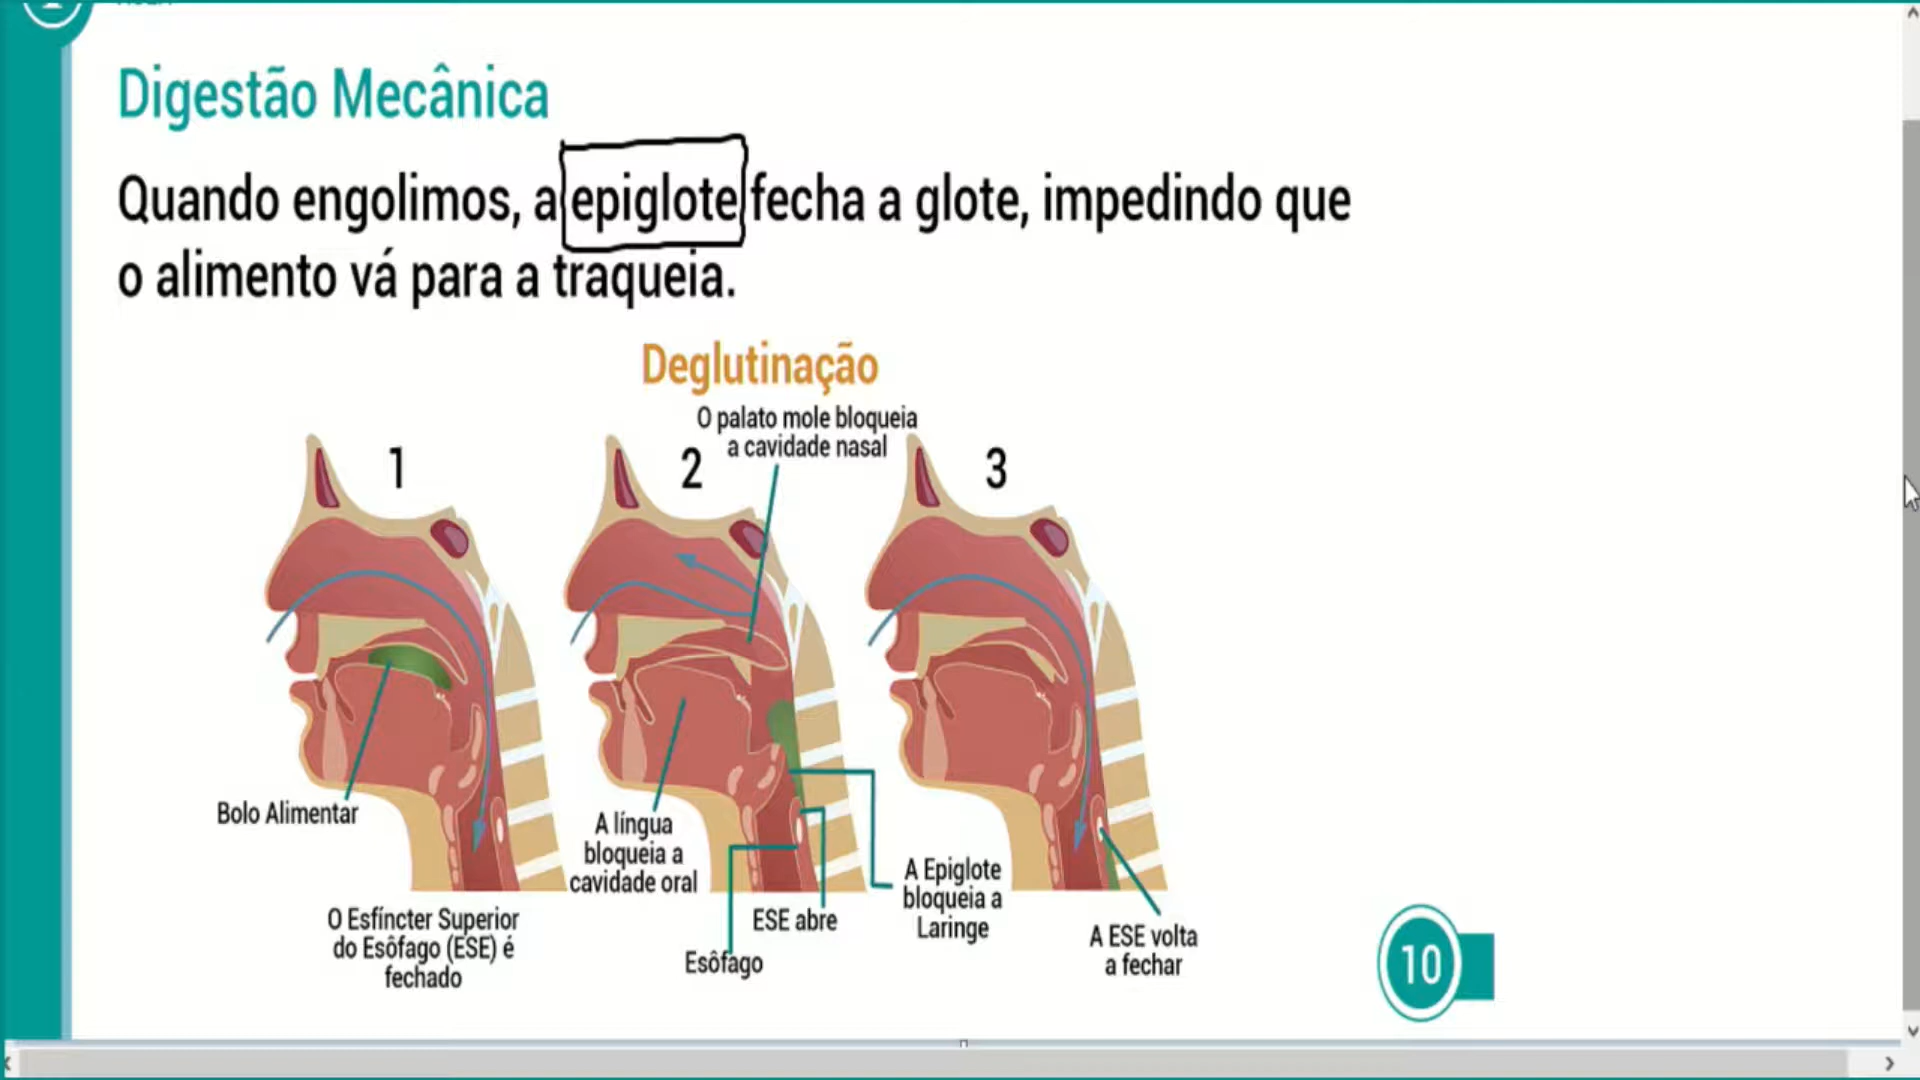 Digestão Mecânica
Quando engolimos, a epiglote fecha a glote, impedindo que
o alimento vá para a traqueia.
Deglutinação
O palato mole bloqueia
a cavidade nasal
1
2
3
Bolo Alimentar
A língua
bloqueia a
cavidade oral
O Esfíncter Superior
do Esôfago (ESE) é
fechado
ESE abre
Esôfago
A Epiglote
bloqueia a
Laringe
A ESE volta
a fechar
10